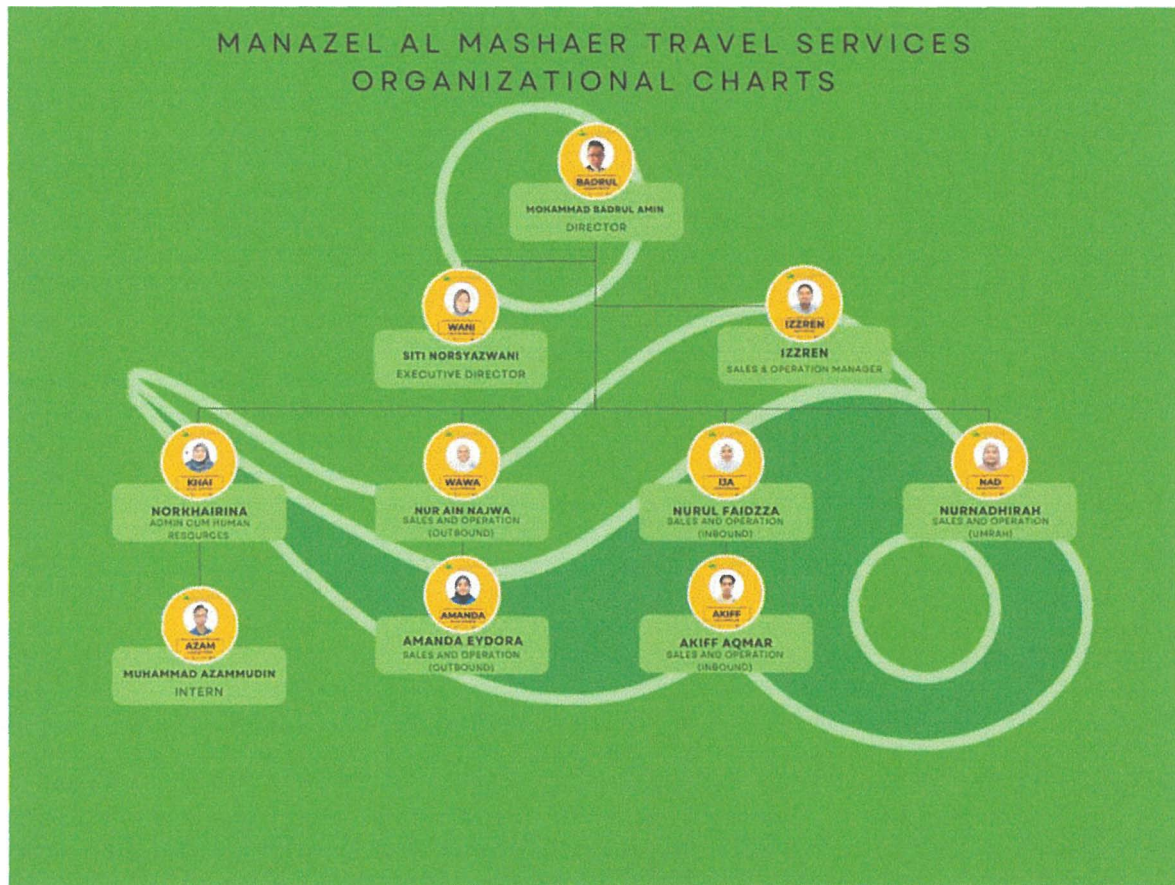 MANAZEL AL MASHAER TRAVEL SERVICES
ORGANIZATIONAL CHARTS
BADRUL
MOHAMMAD BADRUL AMIN
DIRECTOR
WANI
SITI NORSYAZWANI
EXECUTIVE DIRECTOR
IZZREN
IZZREN
SALES & OPERATION MANAGER
KHAI
NORKHAIRINA
ADMIN CUM HUMAN
RESOURCES
WAWA
NUR AIN NAJWA
SALES AND OPERATION
(OUTBOUND)
IJA
NURUL FAIDZZA
SALES AND OPERATION
(INBOUND)
NAD
NURNADHIRAH
SALES AND OPERATION
(UMRAH)
AZAM
MUHAMMAD AZAMMUDIN
INTERN
AMANDA
AMANDA EYDORA
SALES AND OPERATION
(OUTBOUND)
AKIFF
AKIFF AQMAR
SALES AND OPERATION
(INBOUND)